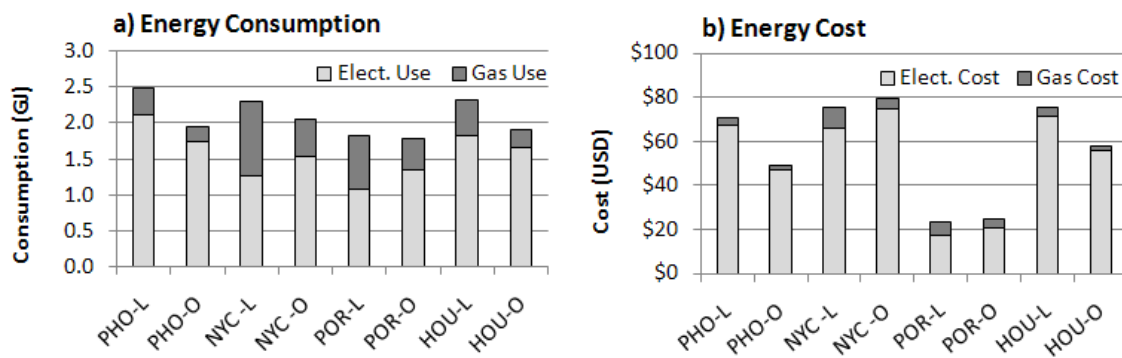 a) Energy Consumption
3.0
2.5
2.0
1.5
1.0
0.5
0.0
Consumption (GJ)
Elect. Use Gas Use
PHO-L PHO-O NYC-L NYC-O POR-L POR-O HOU-L HOU-O
b) Energy Cost
$100
$80
$60
$40
$20
$0
Cost (USD)
Elect. Cost Gas Cost
PHO-L PHO-O NYC-L NYC-O POR-L POR-O HOU-L HOU-O